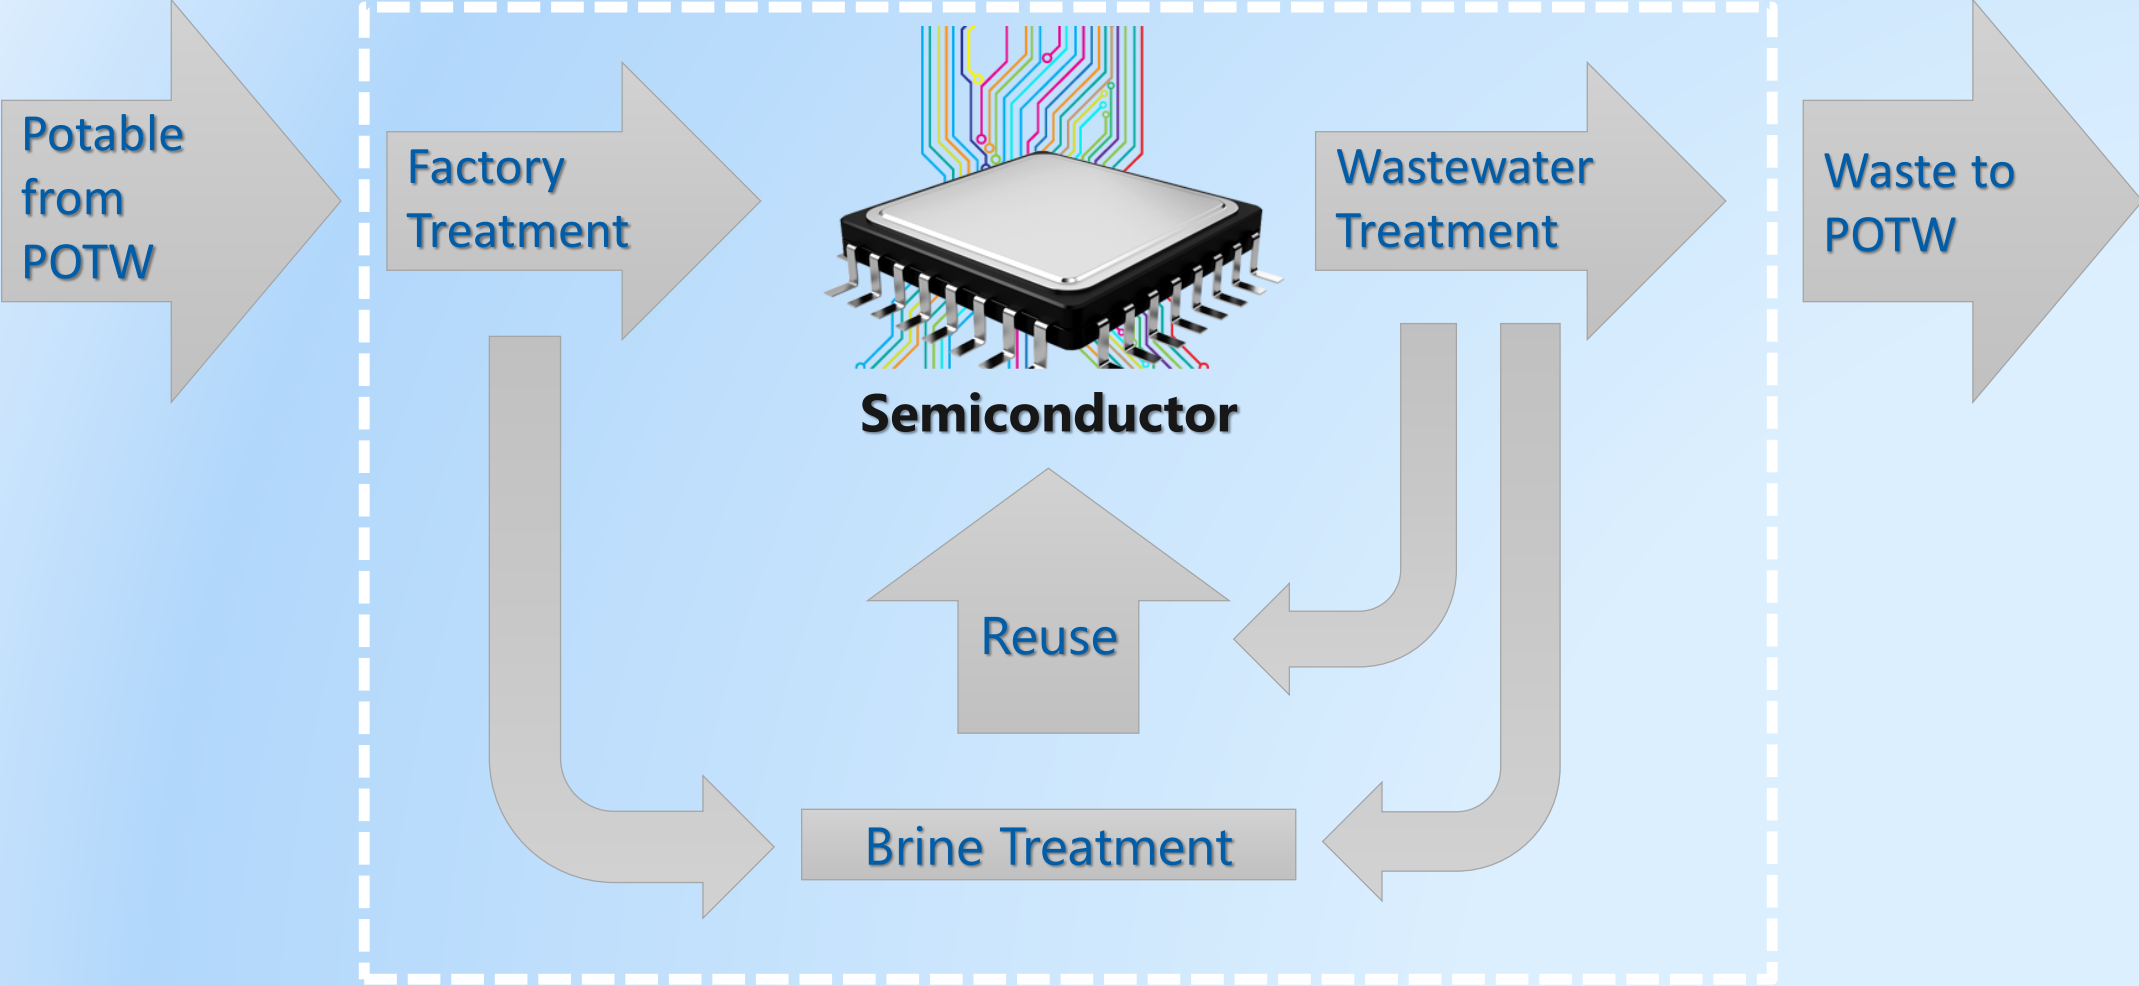 Potable
from
POTW
Factory
Treatment
Semiconductor
Wastewater
Treatment
Waste to
POTW
Reuse
Brine Treatment